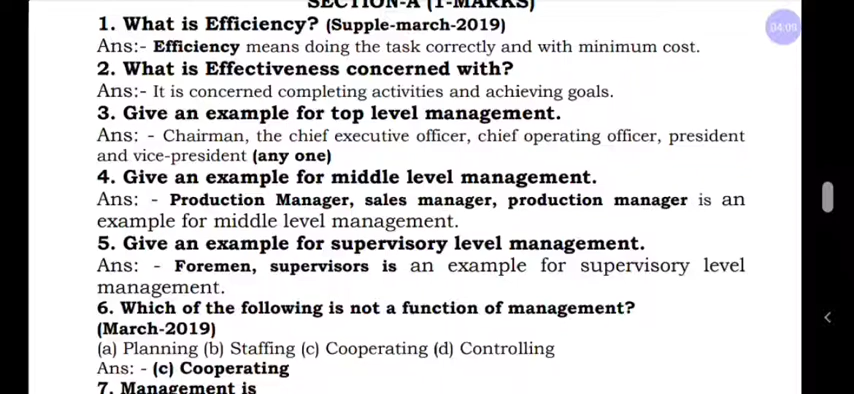 SECTION-A (1-MARKS)
1. What is Efficiency? (Supple-march-2019)
04:09
Ans:- Efficiency means doing the task correctly and with minimum cost.
2. What is Effectiveness concerned with?
Ans:- It is concerned completing activities and achieving goals.
3. Give an example for top level management.
Ans: - Chairman, the chief executive officer, chief operating officer, president
and vice-president (any one)
4. Give an example for middle level management.
Ans: - Production Manager, sales manager, production manager is an
example for middle level management.
5. Give an example for supervisory level management.
Ans: - Foremen, supervisors is an example for supervisory level
management.
6. Which of the following is not a function of management?
(March-2019)
(a) Planning (b) Staffing (c) Cooperating (d) Controlling
Ans: - (c) Cooperating
7. Management is